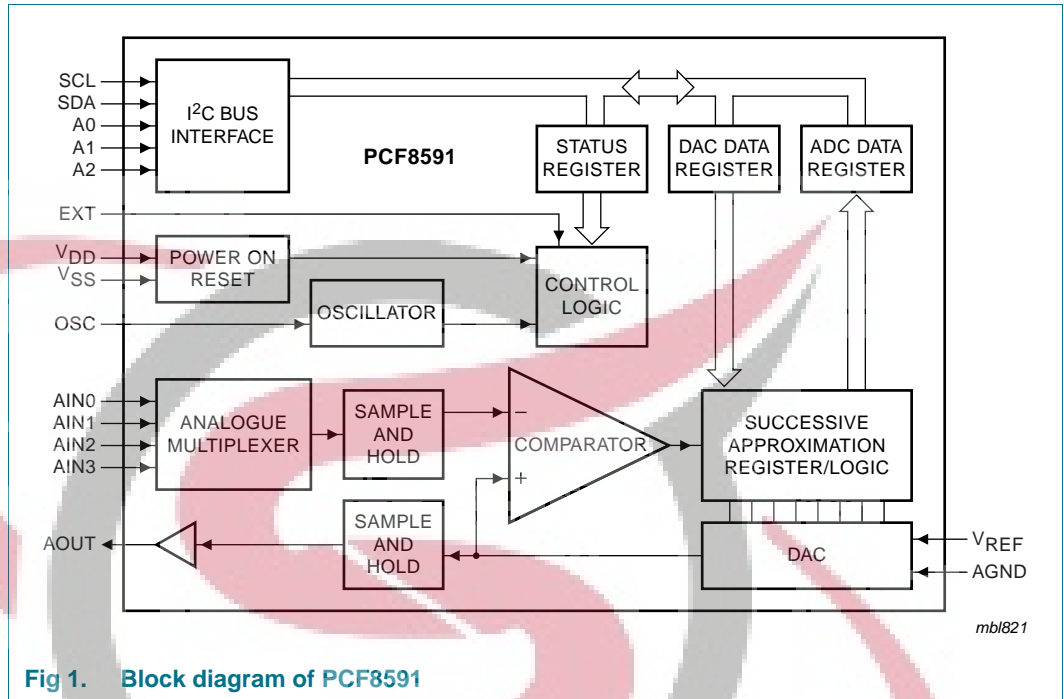 SCL
SDA
A0
A1
A2
I²C BUS
INTERFACE
PCF8591
STATUS
REGISTER
DAC DATA
REGISTER
ADC DATA
REGISTER
EXT
VDD
VSS
POWER ON
RESET
OSC
OSCILLATOR
CONTROL
LOGIC
AIN0
AIN1
AIN2
AIN3
ANALOGUE
MULTIPLEXER
SAMPLE
AND
HOLD
−
COMPARATOR
+
SUCCESSIVE
APPROXIMATION
REGISTER/LOGIC
AOUT
SAMPLE
AND
HOLD
DAC
VREF
AGND
mbl821
Fig 1. Block diagram of PCF8591